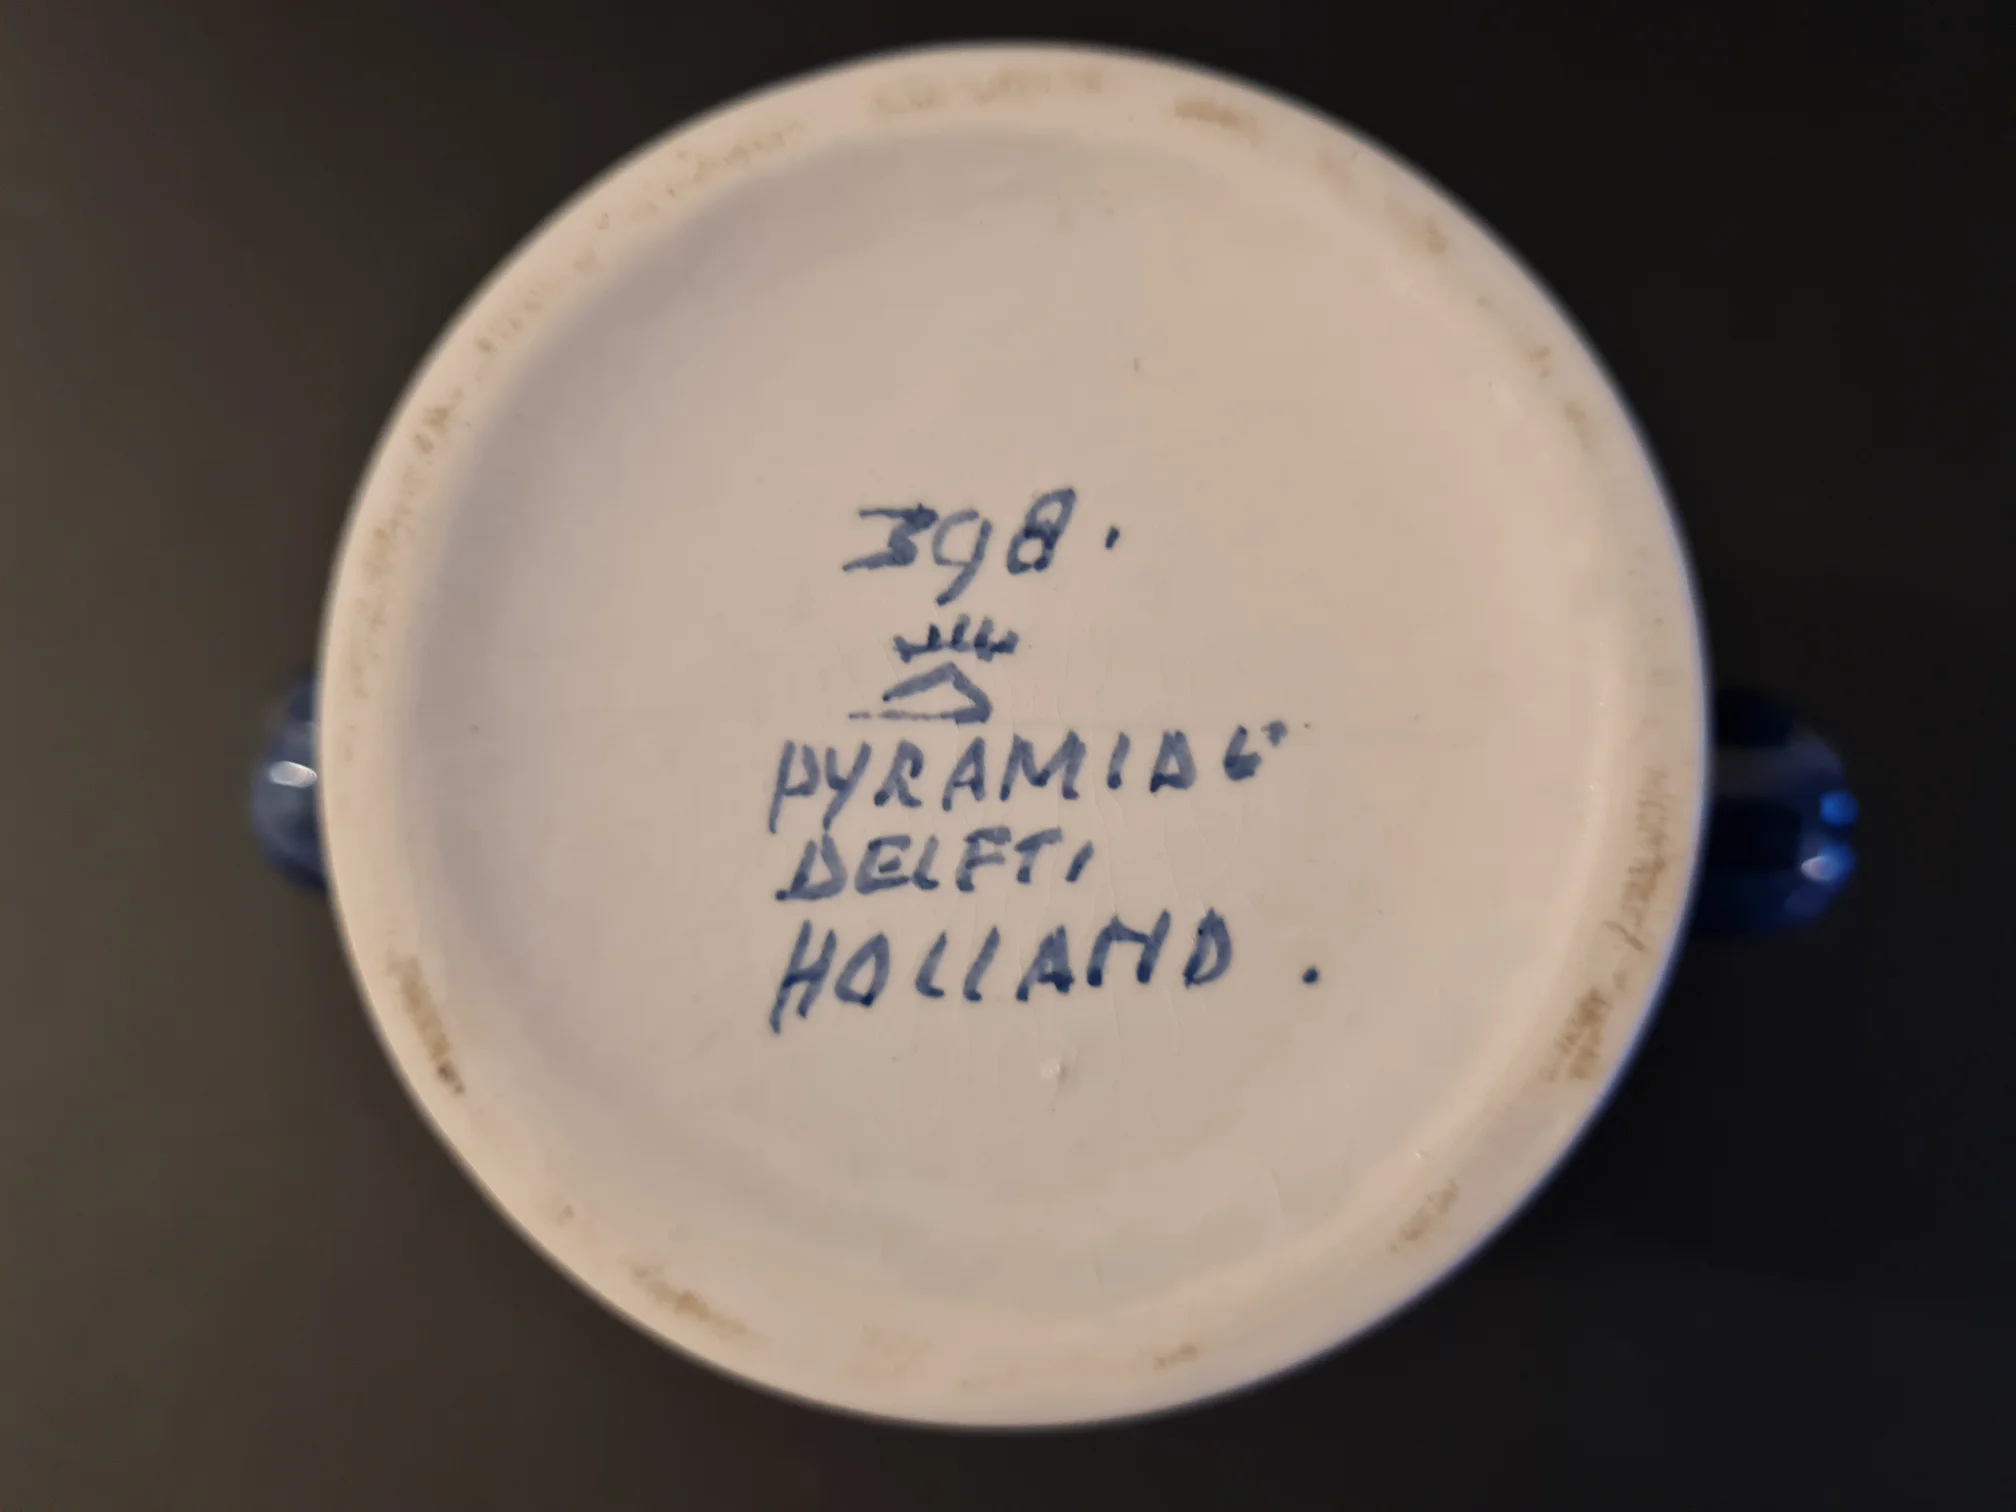 398.
PYRAMIDE
DELFT,
HOLLAND.